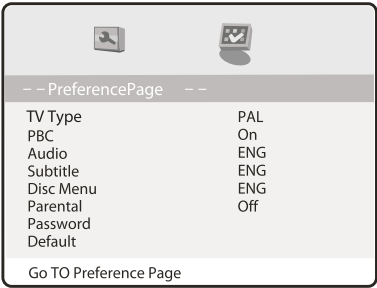 – – PreferencePage – –
TV Type PAL
PBC On
Audio ENG
Subtitle ENG
Disc Menu ENG
Parental Off
Password
Default
Go TO Preference Page